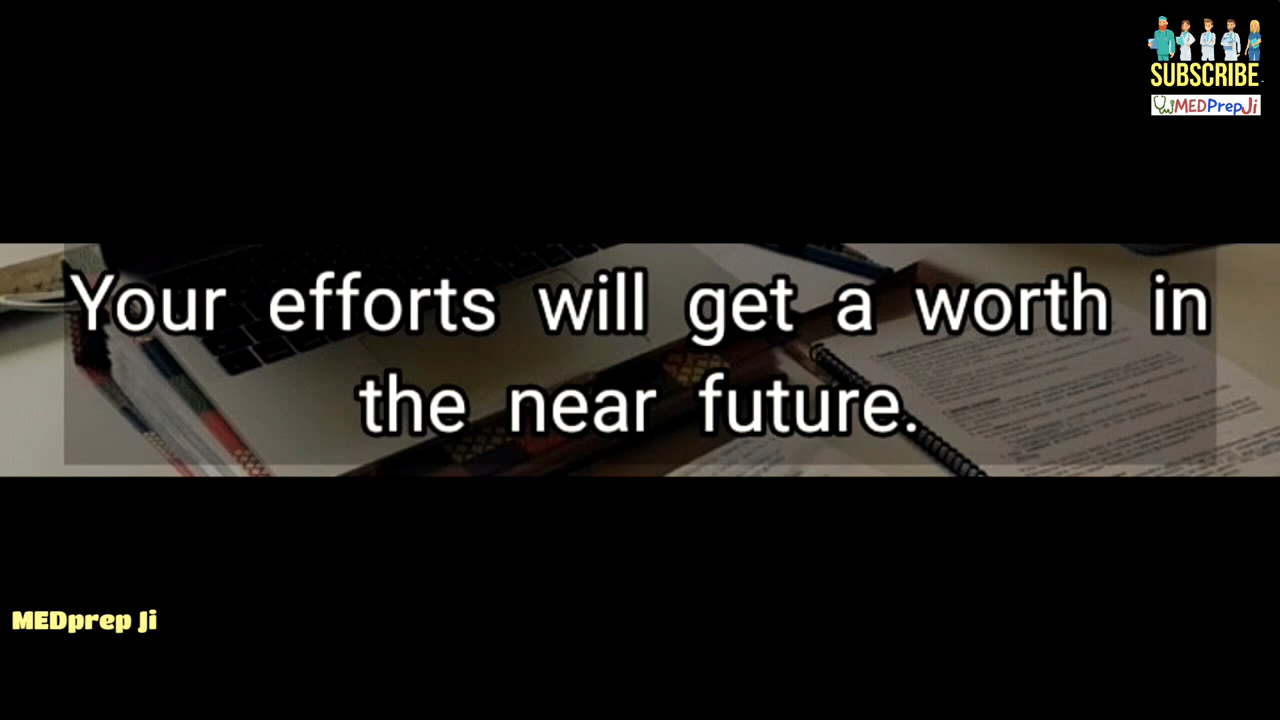 SUBSCRIBE
MEDPrepJi
Your efforts will get a worth in
the near future.
MEDprep Ji